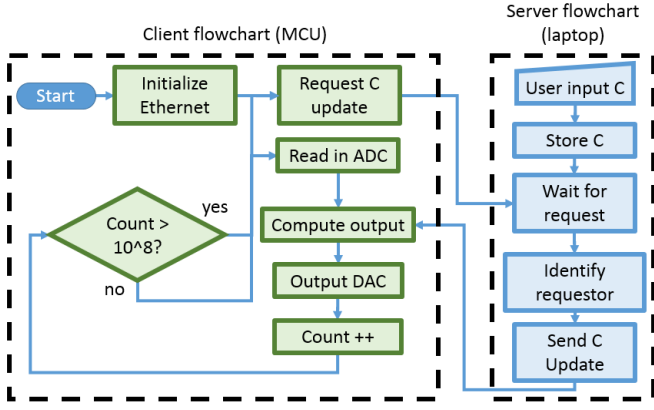 Client flowchart (MCU)
Server flowchart
(laptop)
Start
Initialize
Ethernet
Request C
update
Read in ADC
Compute output
Output DAC
Count ++
Count >
10^8?
yes
no
User input C
Store C
Wait for
request
Identify
requestor
Send C
Update